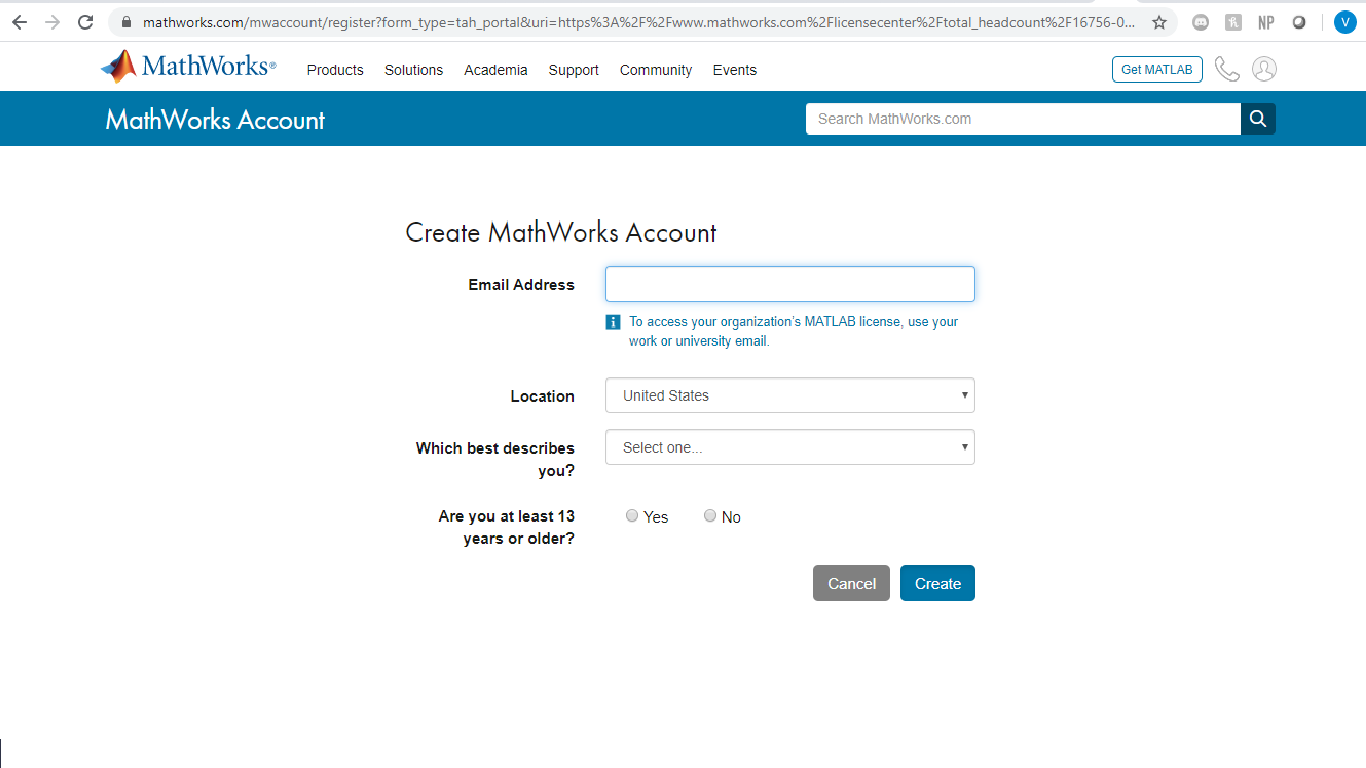 mathworks.com/mwaccount/register?form_type=tah_portal&uri=https%3A%2F%2Fwww.mathworks.com%2Flicensecenter%2Ftotal_headcount%2F16756-0...
NP
V
MathWorks®
Products Solutions Academia Support Community Events
Get MATLAB
MathWorks Account
Search MathWorks.com
Create MathWorks Account
Email Address
To access your organization's MATLAB license, use your
work or university email.
Location United States
Which best describes Select one...
you?
Are you at least 13 Yes No
years or older?
Cancel Create